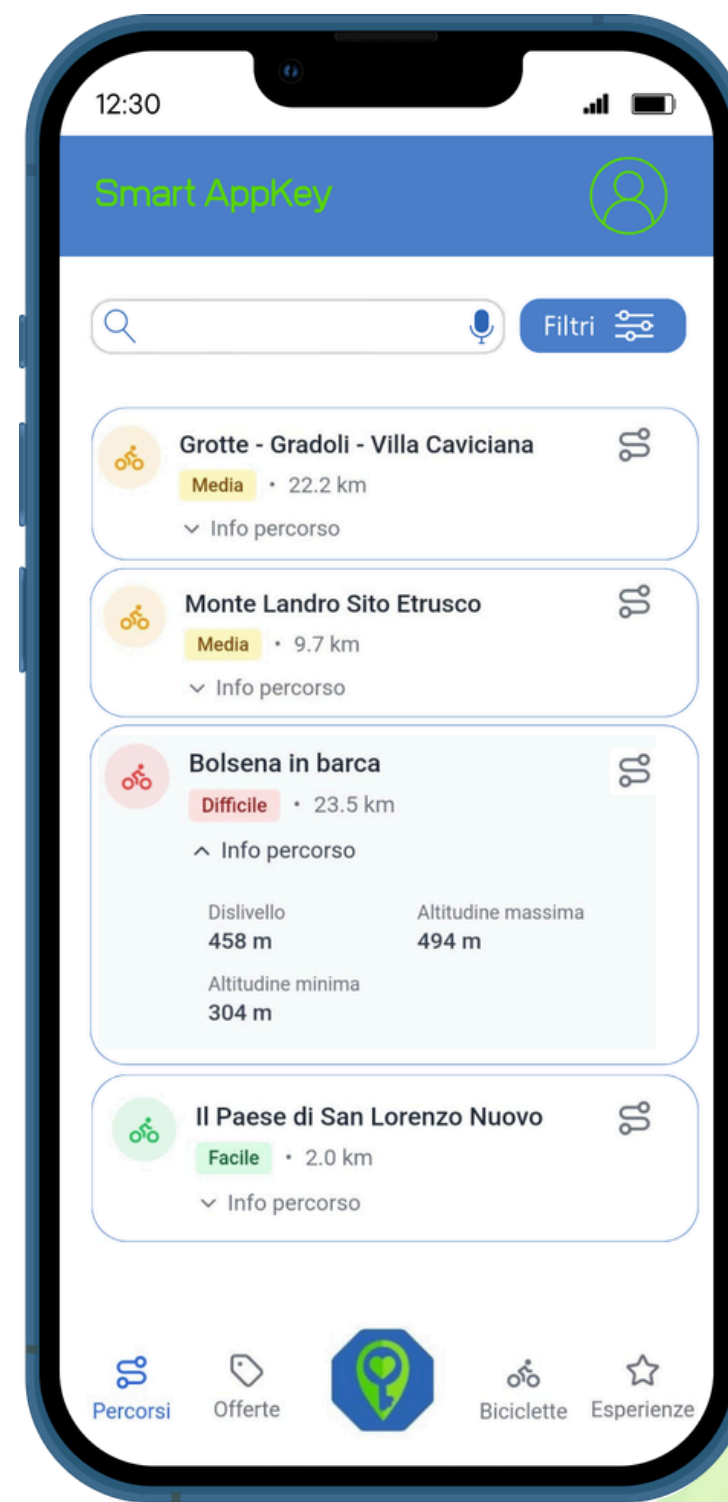 12:30
Smart AppKey
Filtri
Grotte - Gradoli - Villa Caviciana
Media • 22.2 km
Info percorso
Monte Landro Sito Etrusco
Media • 9.7 km
Info percorso
Bolsena in barca
Difficile • 23.5 km
Info percorso
Dislivello Altitudine massima
458 m 494 m
Altitudine minima
304 m
Il Paese di San Lorenzo Nuovo
Facile • 2.0 km
Info percorso
Percorsi Offerte Biciclette Esperienze